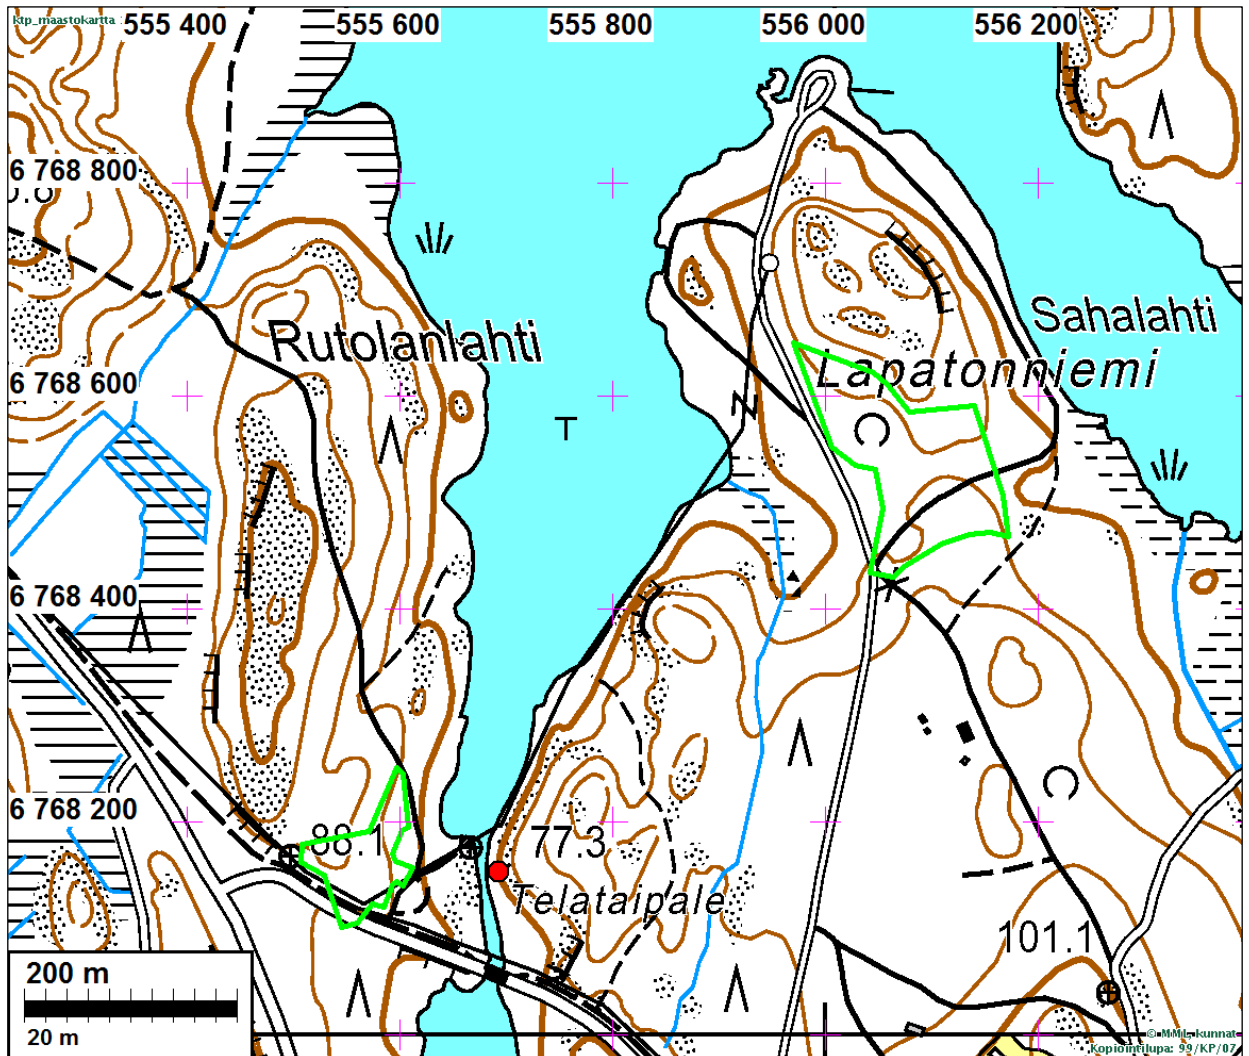 ktp_maastokartta
555 400
555 600
555 800
556 000
556 200
6 768 800
Sahalahti
Rutolanlahti
Lapatonniemi
6 768 600
6 768 400
6 768 200
88.1
77.3
Telataipale
101.1
200 m
20 m
© MML, kunnat
Kopiointilupa: 99/KP/07